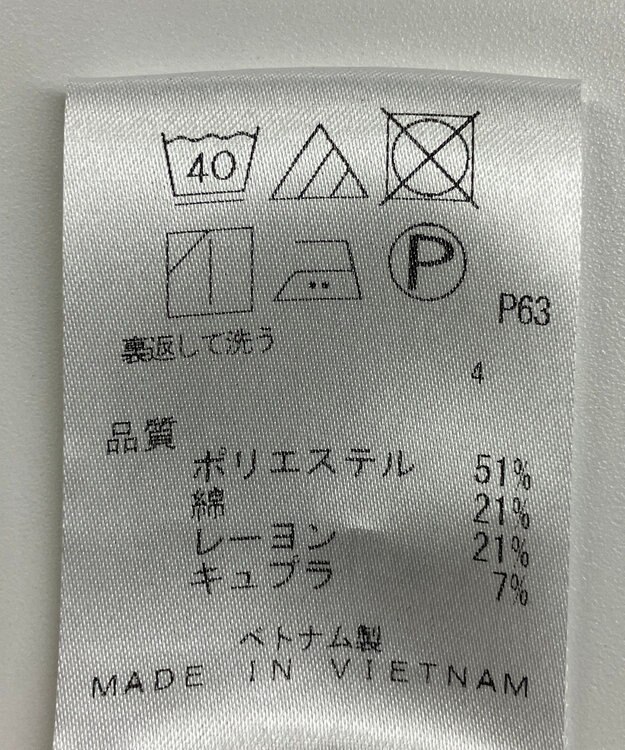 40
P
P63
裏返して洗う
4
品質
ポリエステル 51%
綿 21%
レーヨン 21%
キュプラ 7%
ベトナム製
MADE IN VIETNAM